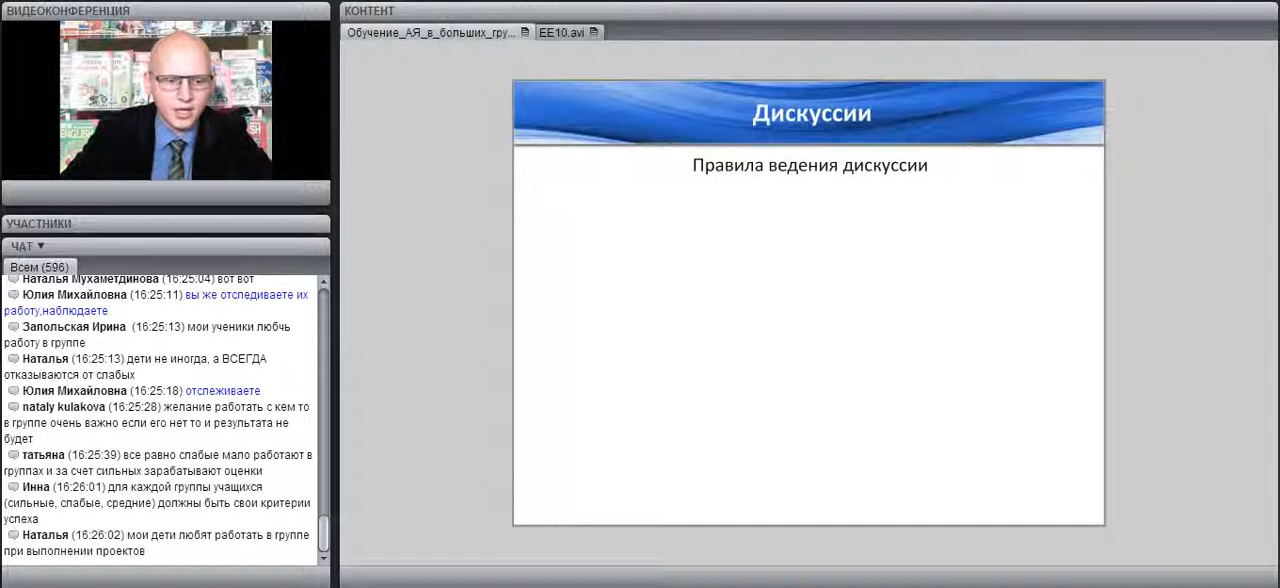 ВИДЕОКОНФЕРЕНЦИЯ
УЧАСТНИКИ
ЧАТ
Всем (596)
Наталья Мухаметдинова (16:25:04) вот вот
Юлия Михайловна (16:25:11) вы же отследиваете их
работу,наблюдаете
Запольская Ирина (16:25:13) мои ученики любчь
работу в группе
Наталья (16:25:13) дети не иногда, а ВСЕГДА
отказываются от слабых
Юлия Михайловна (16:25:18) отслеживаете
nataly kulakova (16:25:28) желание работать с кем то
в группе очень важно если его нет то и результата не
будет
татьяна (16:25:39) все равно слабые мало работают в
группах и за счет сильных зарабатывают оценки
Инна (16:26:01) для каждой группы учащихся
(сильные, слабые, средние) должны быть свои критерии
успеха
Наталья (16:26:02) мои дети любят работать в группе
при выполнении проектов
КОНТЕНТ
Обучение_АЯ_в_больших_гру... EE10.avi
Дискуссии
Правила ведения дискуссии